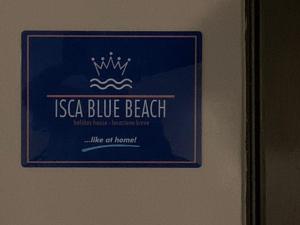 ISCA BLUE BEACH
holiday house - locazione breve
...like at home!